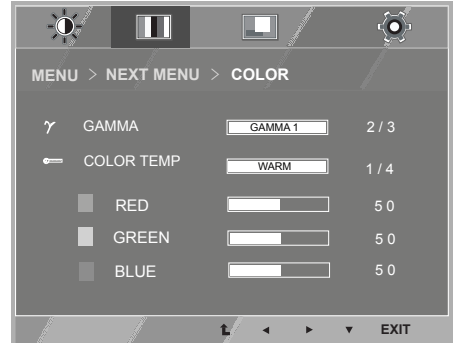 MENU > NEXT MENU > COLOR
γ GAMMA GAMMA 1 2 / 3
COLOR TEMP WARM 1 / 4
RED 5 0
GREEN 5 0
BLUE 5 0
EXIT